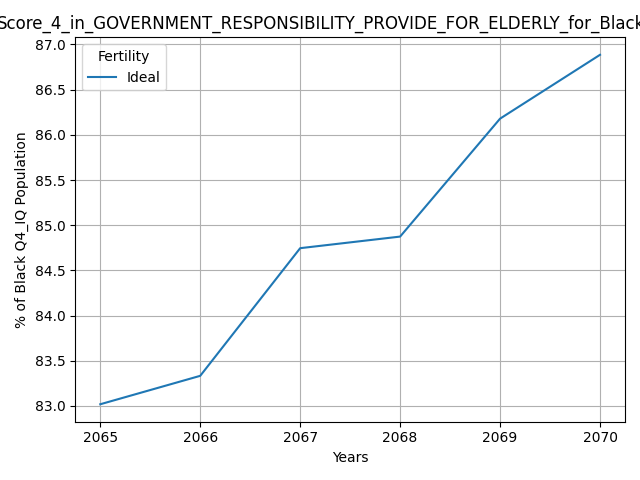 Score_4_in_GOVERNMENT_RESPONSIBILITY_PROVIDE_FOR_ELDERLY_for_Black
Fertility
Ideal
87.0
86.5
86.0
85.5
85.0
84.5
84.0
83.5
83.0
% of Black Q4_IQ Population
2065 2066 2067 2068 2069 2070
Years